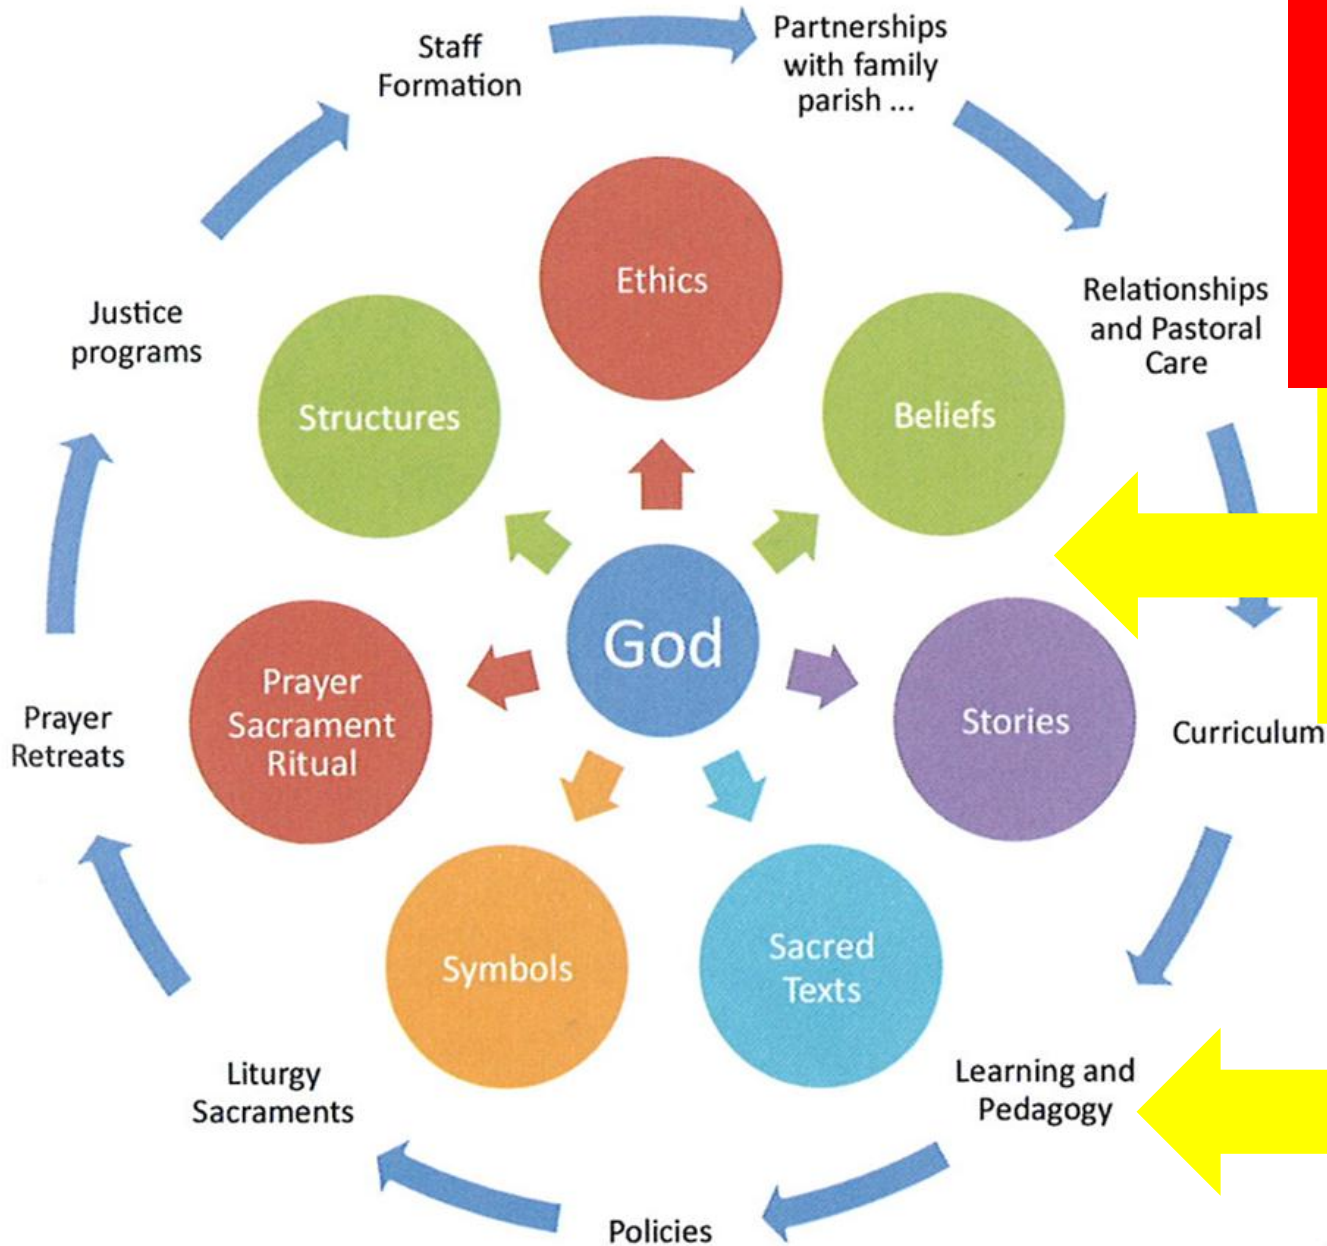 Staff
Formation
Partnerships
with family
parish ...
Relationships
and Pastoral
Care
Curriculum
Learning and
Pedagogy
Policies
Liturgy
Sacraments
Prayer
Retreats
Justice
programs
Ethics
Beliefs
Stories
Sacred
Texts
Symbols
Prayer
Sacrament
Ritual
Structures
God